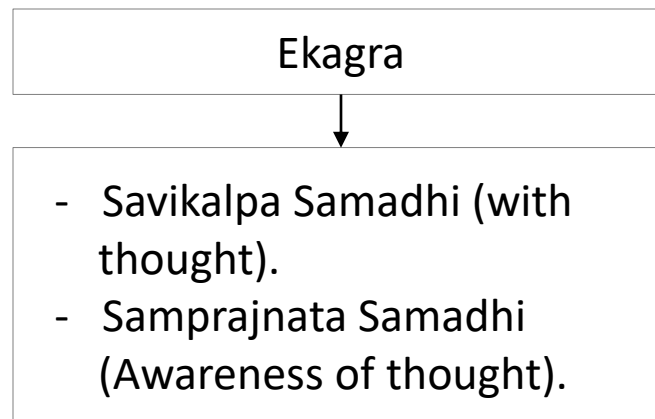 Ekagra
- Savikalpa Samadhi (with
thought).
- Samprajnata Samadhi
(Awareness of thought).